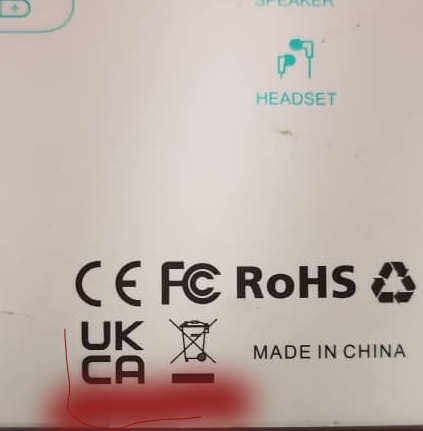 SPEAKER
HEADSET
CE FC RoHS
UK
CA
MADE IN CHINA